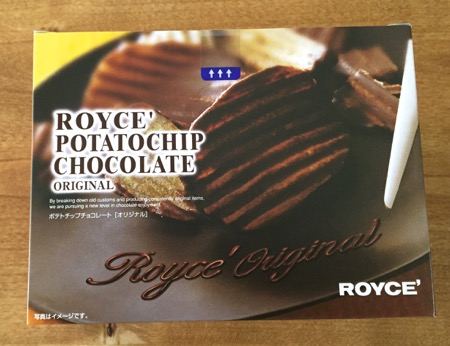 ROYCE'
POTATOCHIP
CHOCOLATE
ORIGINAL
By breaking down old customs and producing consistently original items,
we are pursuing a new level in chocolate enjoyment.
ポテトチップチョコレート [オリジナル]
Royce' Original
ROYCE'
写真はイメージです。